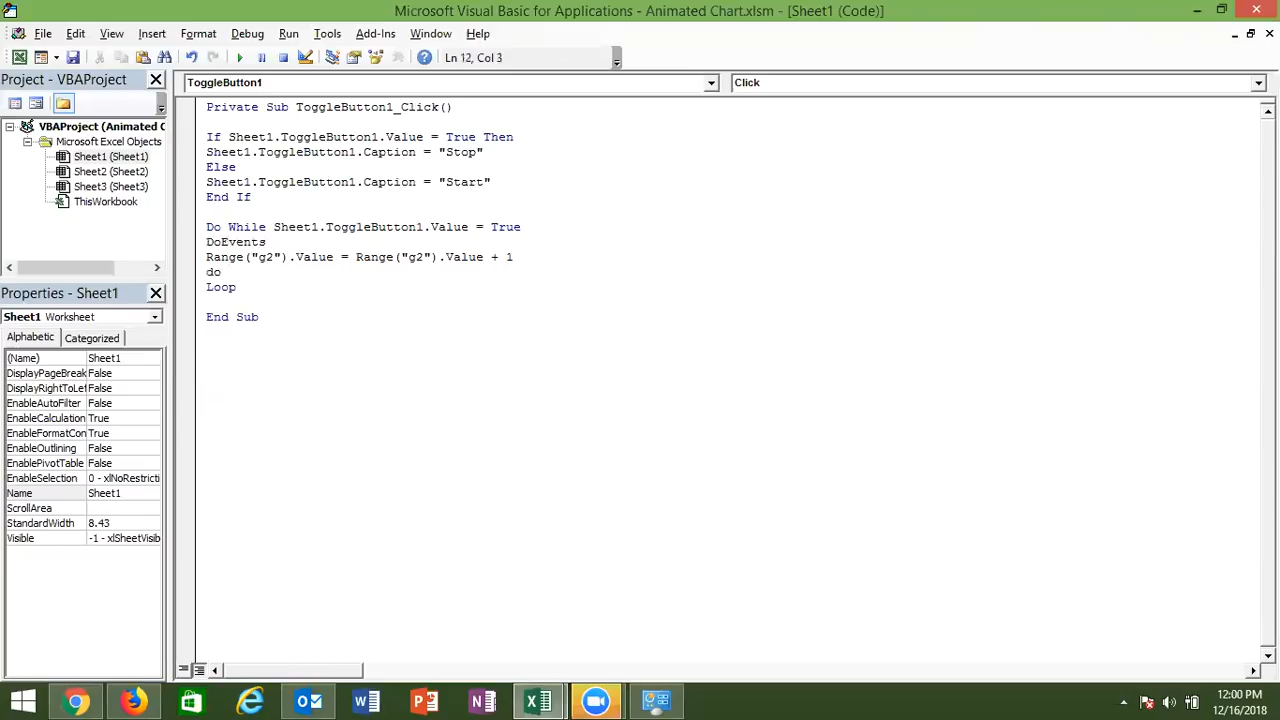 Microsoft Visual Basic for Applications - Animated Chart.xlsm - [Sheet1 (Code)]
File Edit View Insert Format Debug Run Tools Add-Ins Window Help
Ln 12, Col 3
Project - VBAProject
ToggleButton1
Click
VBAProject (Animated C
Microsoft Excel Objects
Sheet1 (Sheet1)
Sheet2 (Sheet2)
Sheet3 (Sheet3)
ThisWorkbook
Properties - Sheet1
Sheet1 Worksheet
Alphabetic Categorized
(Name) Sheet1
DisplayPageBreak False
DisplayRightToLef False
EnableAutoFilter False
EnableCalculation True
EnableFormatCon True
EnableOutlining False
EnablePivotTable False
EnableSelection 0 - xlNoRestricti
Name Sheet1
ScrollArea
StandardWidth 8.43
Visible -1 - xlSheetVisib
Private Sub ToggleButton1_Click()
If Sheet1.ToggleButton1.Value = True Then
Sheet1.ToggleButton1.Caption = "Stop"
Else
Sheet1.ToggleButton1.Caption = "Start"
End If
Do While Sheet1.ToggleButton1.Value = True
DoEvents
Range("g2").Value = Range("g2").Value + 1
do
Loop
End Sub
12:00 PM
12/16/2018